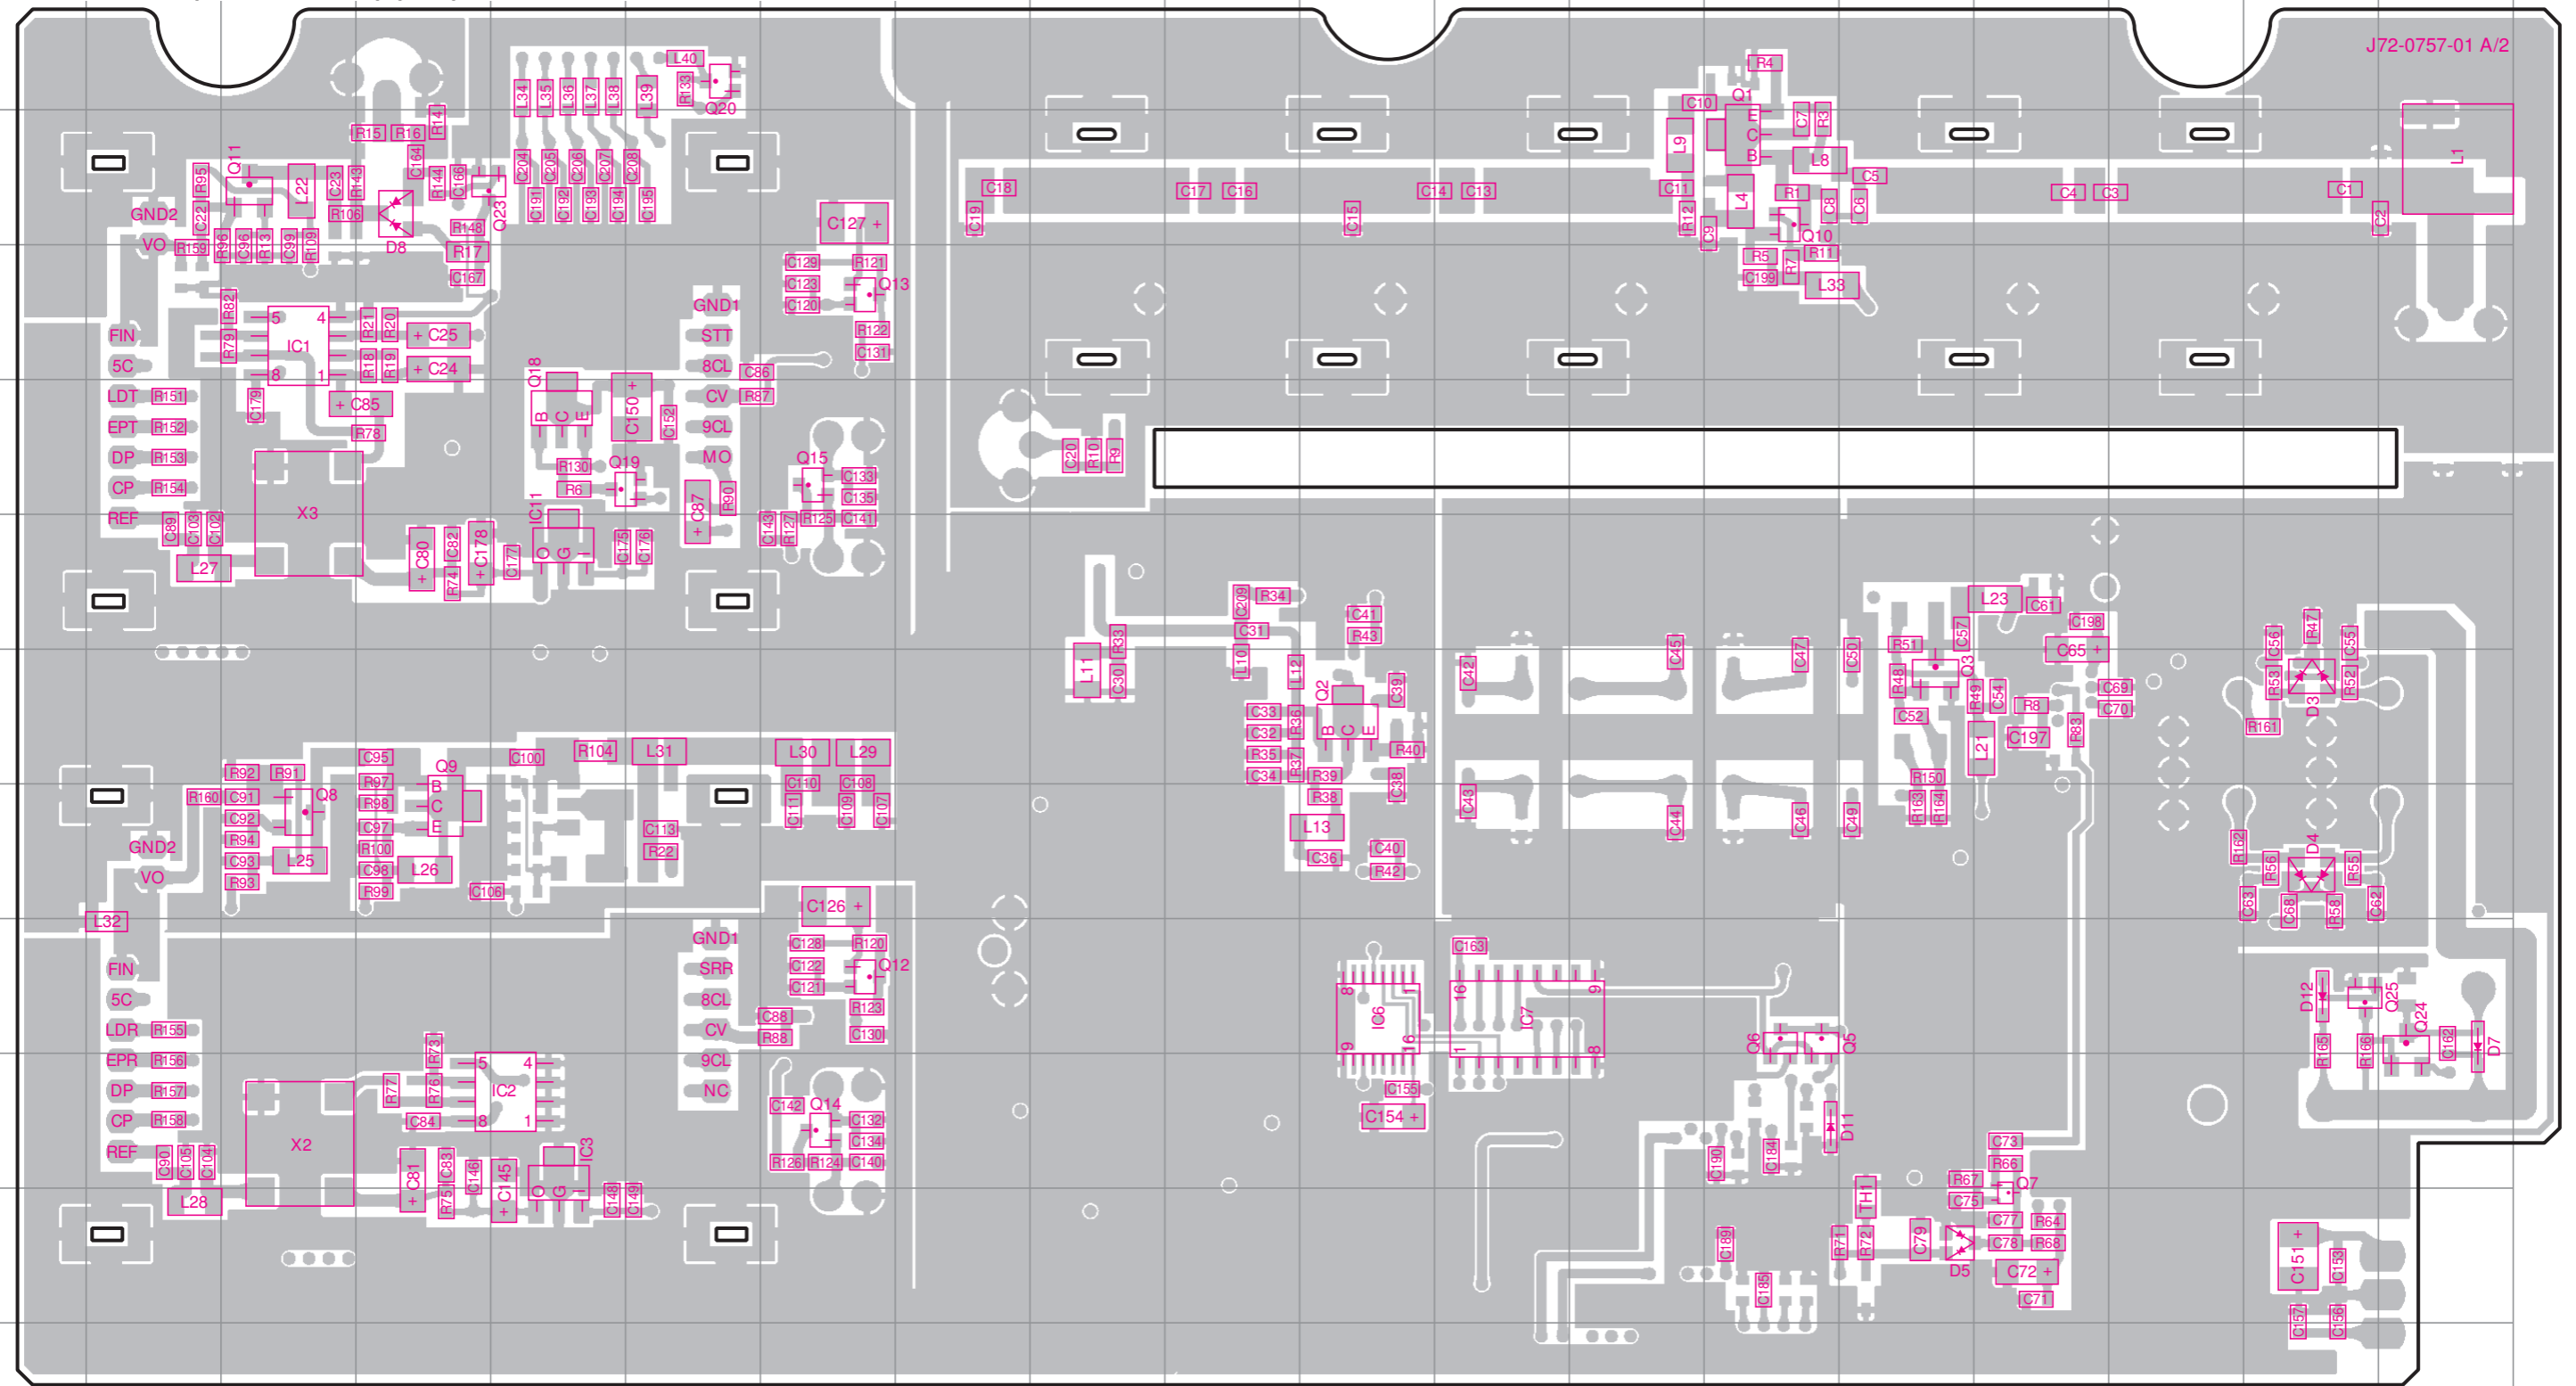 J72-0757-01 A/2
L40
R4
R133
Q20
L34 L35 L36 L37 L38 L39
C10 Q1
R14
R15 R16
E
C7 R3
L1
L9
C
B
L8
Q11
C164
C204 C205 C206 C207 C208
R95
L22 C23 R143
R144 C166
C18 C17 C16 C14 C13 C11
C5
R1
C4 C3 C1
C191 C192 C193 C194 C195
L4
C8 C6
GND2
C22
R106
Q23
C127 +
C19
C15
R12
C9
C2
R148
Q10
VO R159 R96 C96 R13 C99 R109
D8
R17
R5 R7 R11
C129 R121
C167
C199
L33
C123
Q13
C120
R82
GND1
5 4
R21 R20
R122
FIN
+ C25
STT
R79
IC1
C131
5C
R18 R19
+ C24
Q18
8CL C86
8 1
LDT R151
C179
+ C85
+
C150
C152
CV R87
B C E
EPT R152
R78
9CL
C20 R10 R9
DP R153
R130 Q19
MO
Q15
C133
CP R154
R6
R90
C135
X3
IC11
C87
+
REF
C89 C103 C102
C143 R127 R125 C141
C80
+
C82
C178
+
C177
O G I
C175 C176
L27
R74
C209 R34
L23 C61
C41
C31 R43
C57 C198
R33
C56 R47 C55
L11
L10
L12
C42 C45 C47 C50
R51
C65 +
Q3
C30
Q2
C39
R48
R49 C54
C69
R53
D3
R52
C33 R36
C52
R8
C70
B C E
C32
C197
R83
R161
R104 L31 L30 L29
C95
C100
R35 R37
R40
L21
R92 R91
Q9
C34 R39
C38
R150
R97
B
C110 C108
R160 C91
Q8
R98
C
R38
C43
R163 R164
C111 C109 C107
C92
C97
E
C113
L13
C44 C46 C49
R94
R100
R22
C40
GND2
D4
C93
L25
C98
L26
C36
R42
R162
R56 R55
VO
R93
R99
C106
C63 C68 R58 C62
L32
C126 +
GND1
C128 R120
C163
FIN
SRR
C122
Q12
5C
8CL
C121
8 1
16 9
D12
Q25
R123
C88
IC6
IC7
Q24
LDR R155
CV
C130
R88
EPR R156
R73
5 4
9CL
9 16
1 8
Q6 Q5
R165 R166
C162
D7
DP R157
R77 R76
IC2
NC
C155
CP R158
C84
8 1
C142
Q14
C132
C154 +
D11
X2
C134
REF
C90 C105 C104
IC3
R126 R124 C140
C190 C184
C73
R66
C81
+
C83
R75
C146
C145
+
O G I
R67
Q7
L28
C148 C149
TH1
C75
C77
R64
C189
R71 R72
C79
C78
R68
+
C151
C153
D5
C72 +
C185
C71
C157 C156